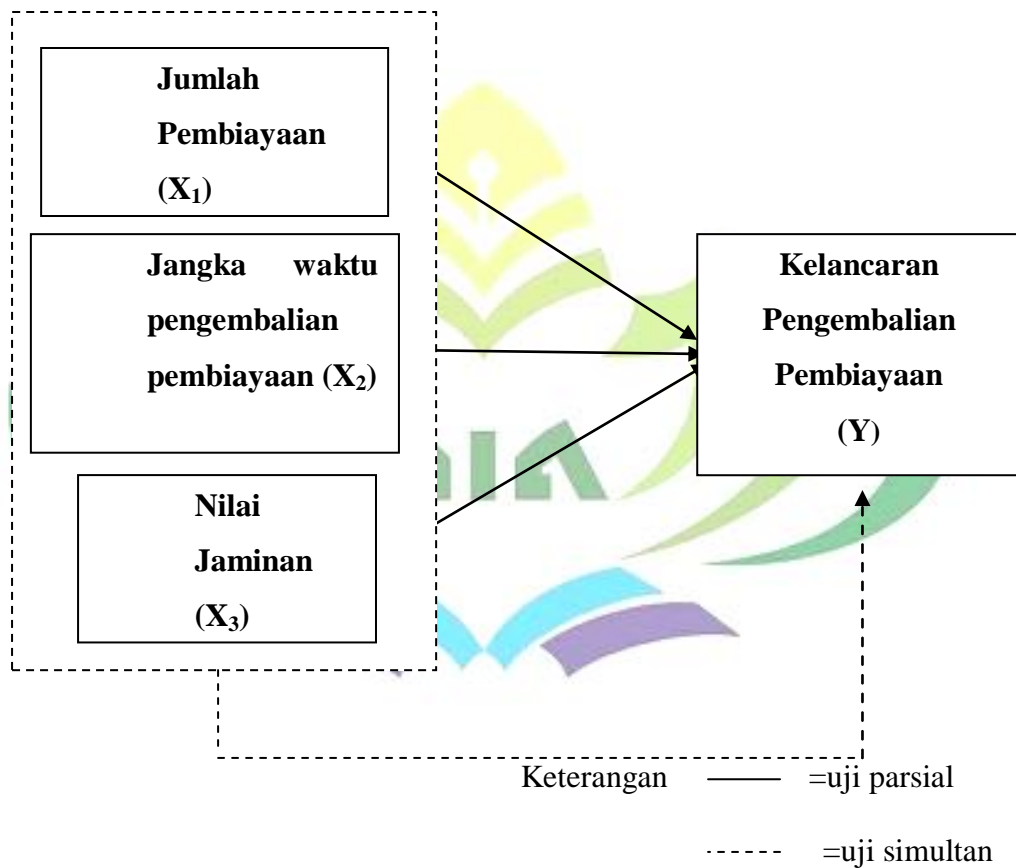 Jumlah
Pembiayaan
(X₁)
Jangka waktu
pengembalian
pembiayaan (X₂)
Nilai
Jaminan
(X₃)
Kelancaran
Pengembalian
Pembiayaan
(Y)
Keterangan =uji parsial
=uji simultan